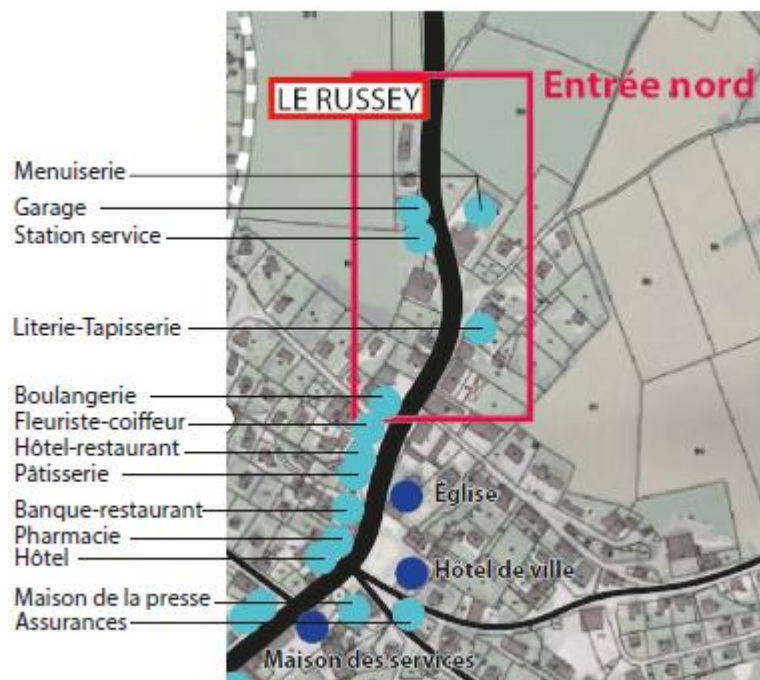 LE RUSSEY
Entrée nord
Menuiserie
Garage
Station service
Literie-Tapisserie
Boulangerie
Fleuriste-coiffeur
Hôtel-restaurant
Pâtisserie
Banque-restaurant
Pharmacie
Hôtel
Maison de la presse
Assurances
Église
Hôtel de ville
Maison des services